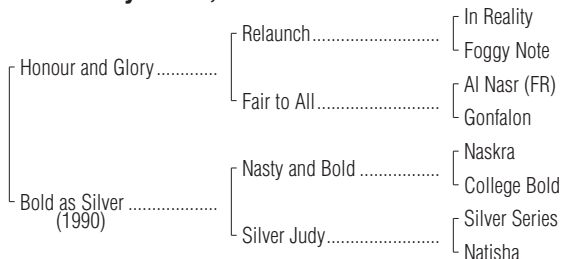 In Reality
Relaunch
Foggy Note
Honour and Glory
Al Nasr (FR)
Fair to All
Gonfalon
Naskra
Nasty and Bold
College Bold
Bold as Silver
(1990)
Silver Series
Silver Judy
Natisha